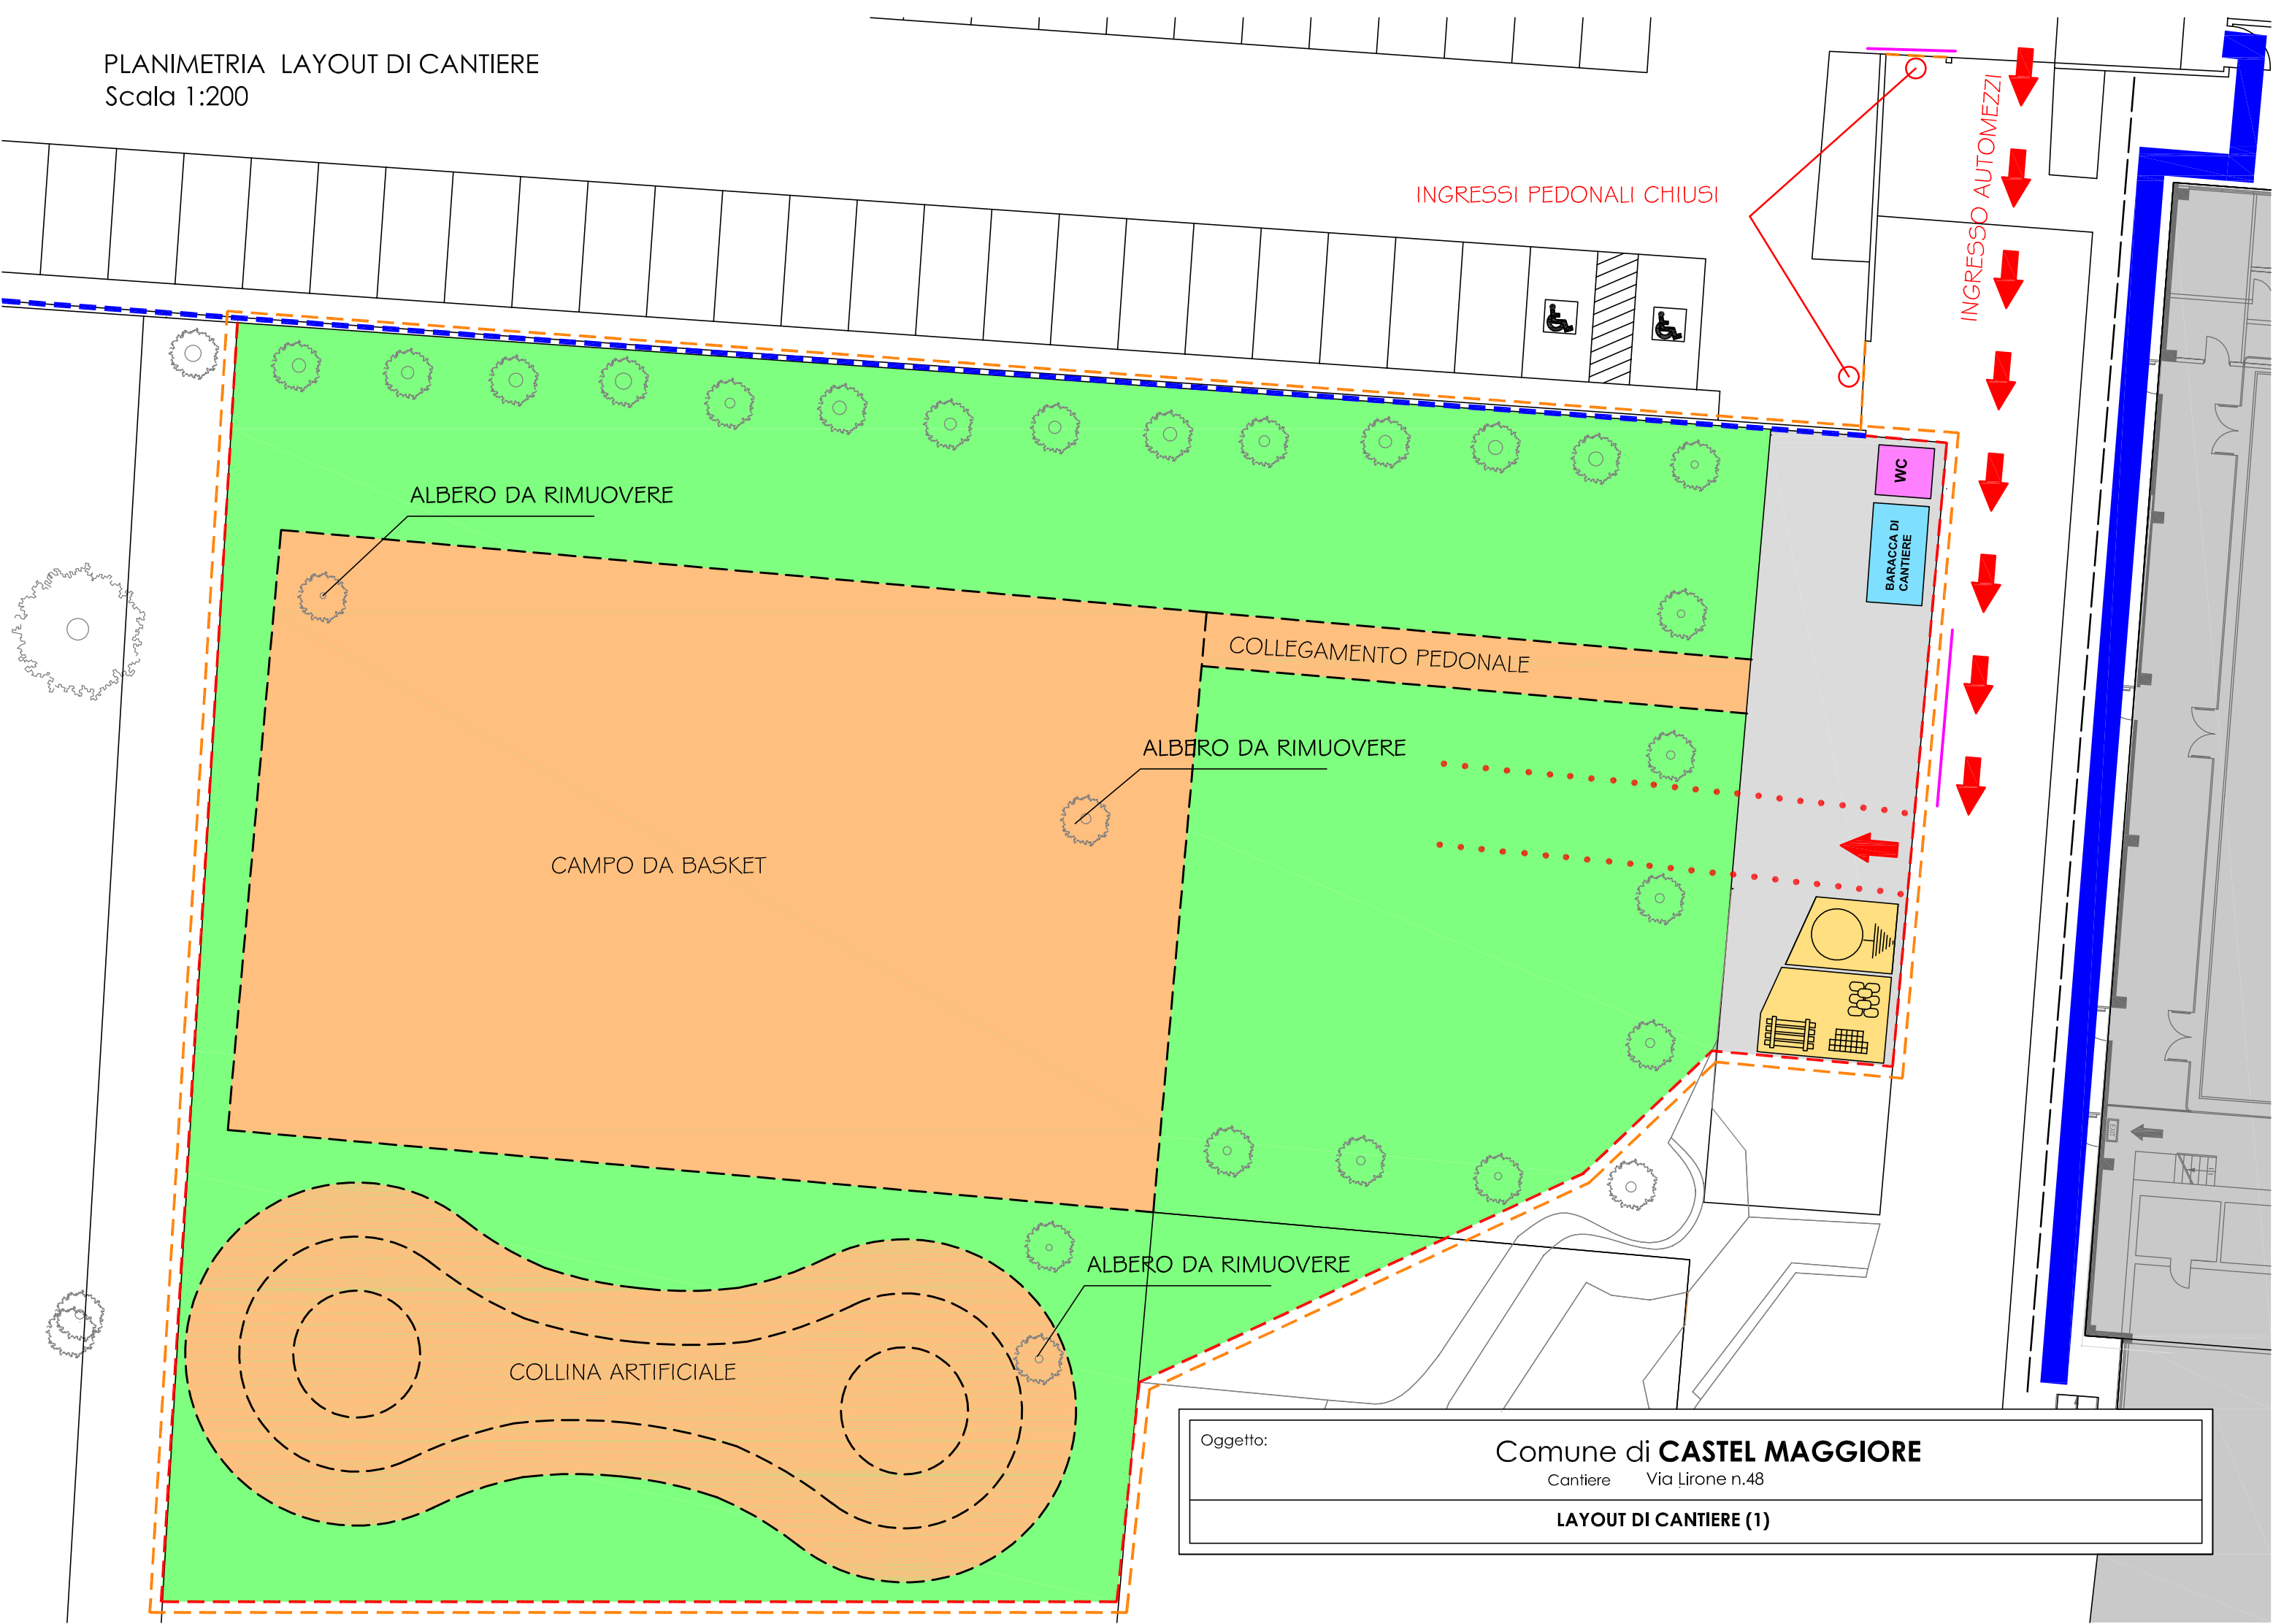 PLANIMETRIA LAYOUT DI CANTIERE
Scala 1:200
INGRESSI PEDONALI CHIUSI
INGRESSO AUTOMEZZI
ALBERO DA RIMUOVERE
WC
BARACCA DI
CANTIERE
COLLEGAMENTO PEDONALE
ALBERO DA RIMUOVERE
CAMPO DA BASKET
ALBERO DA RIMUOVERE
COLLINA ARTIFICIALE
Oggetto:
Comune di CASTEL MAGGIORE
Cantiere Via Lirone n.48
LAYOUT DI CANTIERE (1)